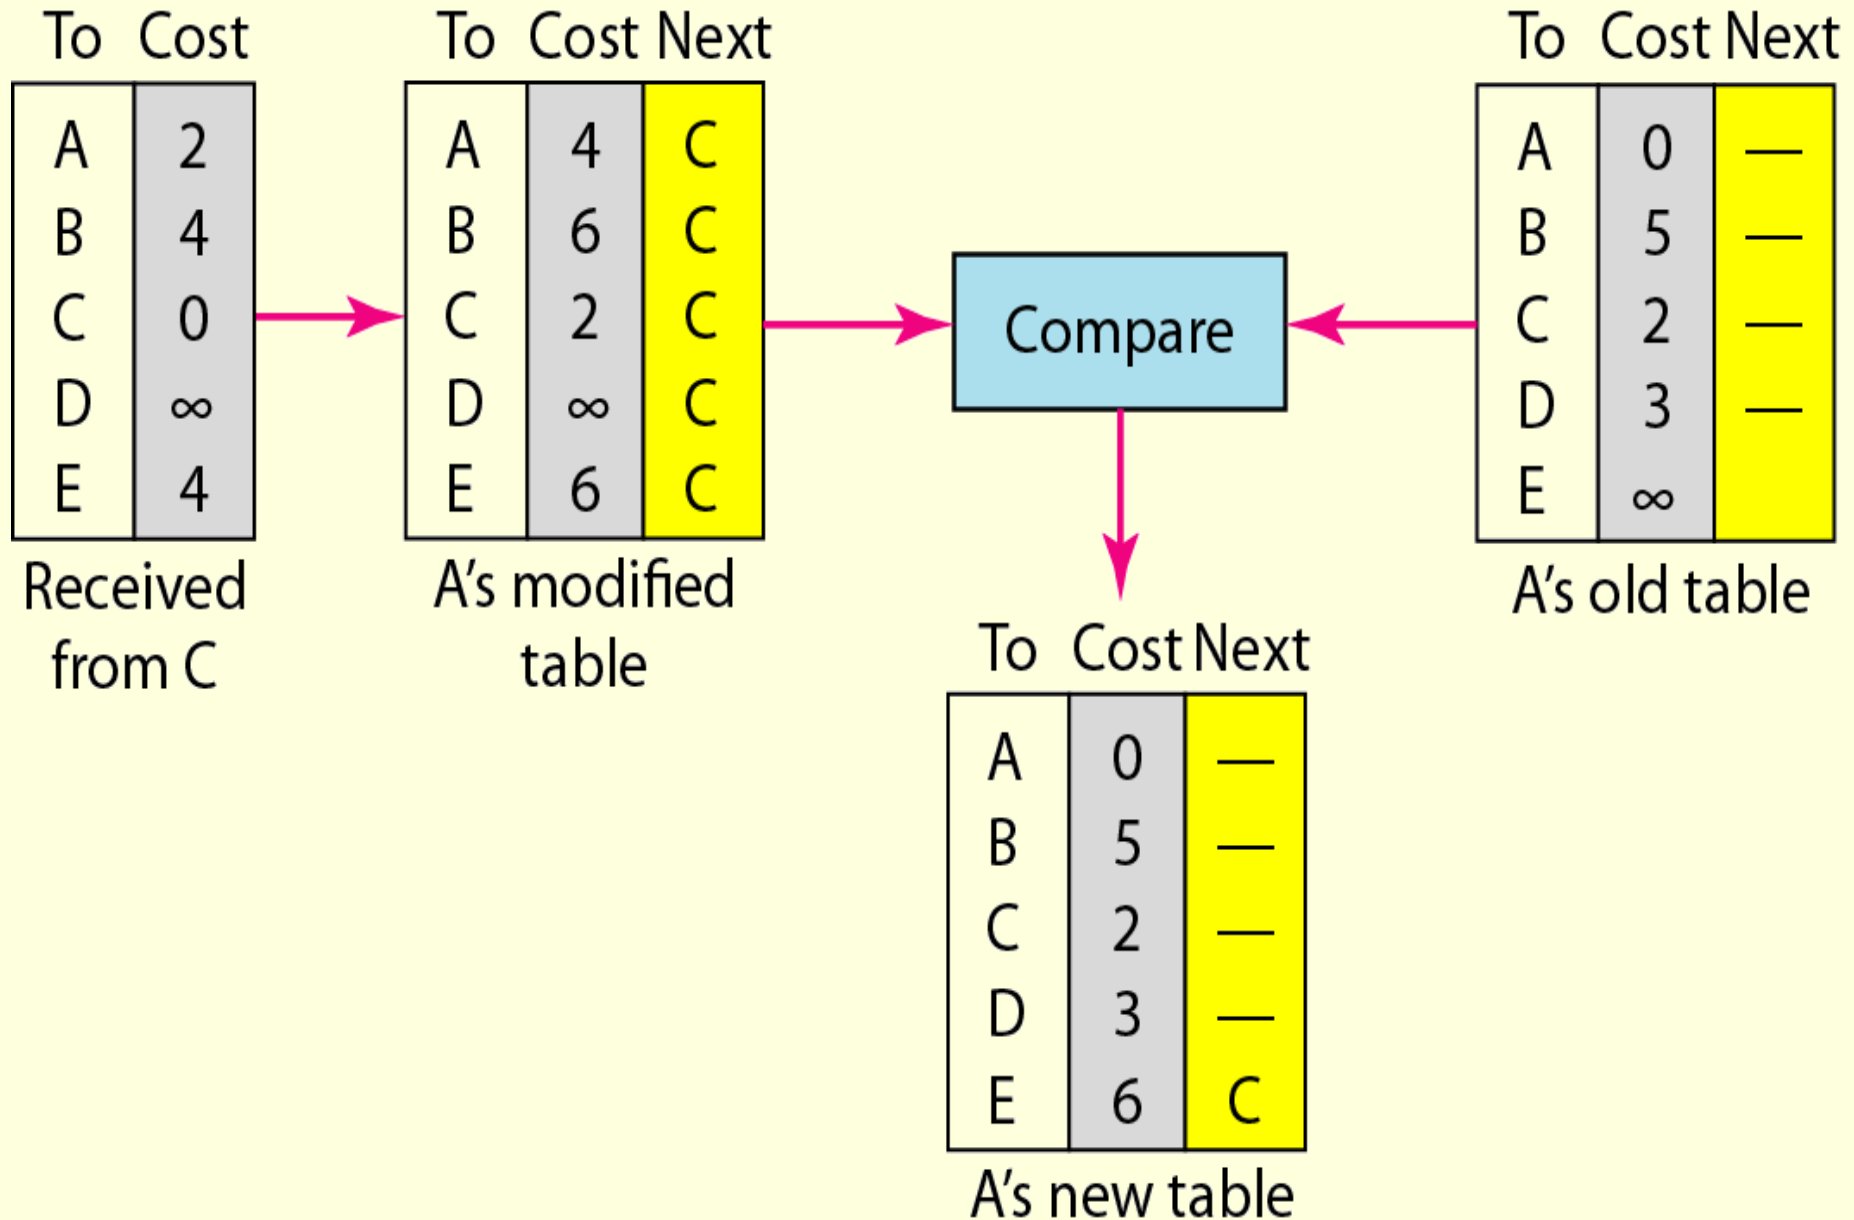 To Cost
A 2
B 4
C 0
D ∞
E 4
Received
from C
To Cost Next
A 4 C
B 6 C
C 2 C
D ∞ C
E 6 C
A's modified
table
Compare
To Cost Next
A 0 —
B 5 —
C 2 —
D 3 —
E ∞
A's old table
To Cost Next
A 0 —
B 5 —
C 2 —
D 3 —
E 6 C
A's new table